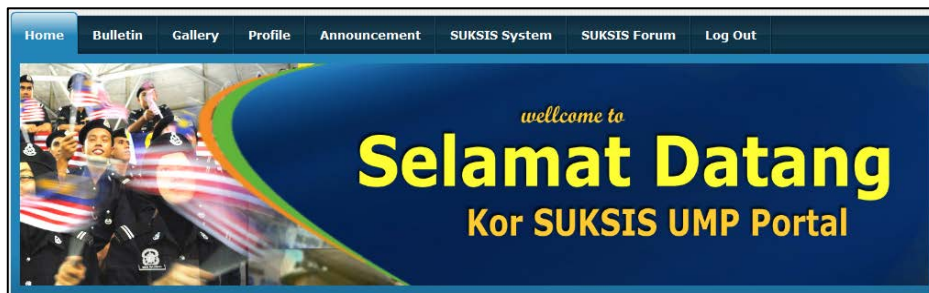 Home Bulletin Gallery Profile Announcement SUKSIS System SUKSIS Forum Log Out
wellcome to
Selamat Datang
Kor SUKSIS UMP Portal